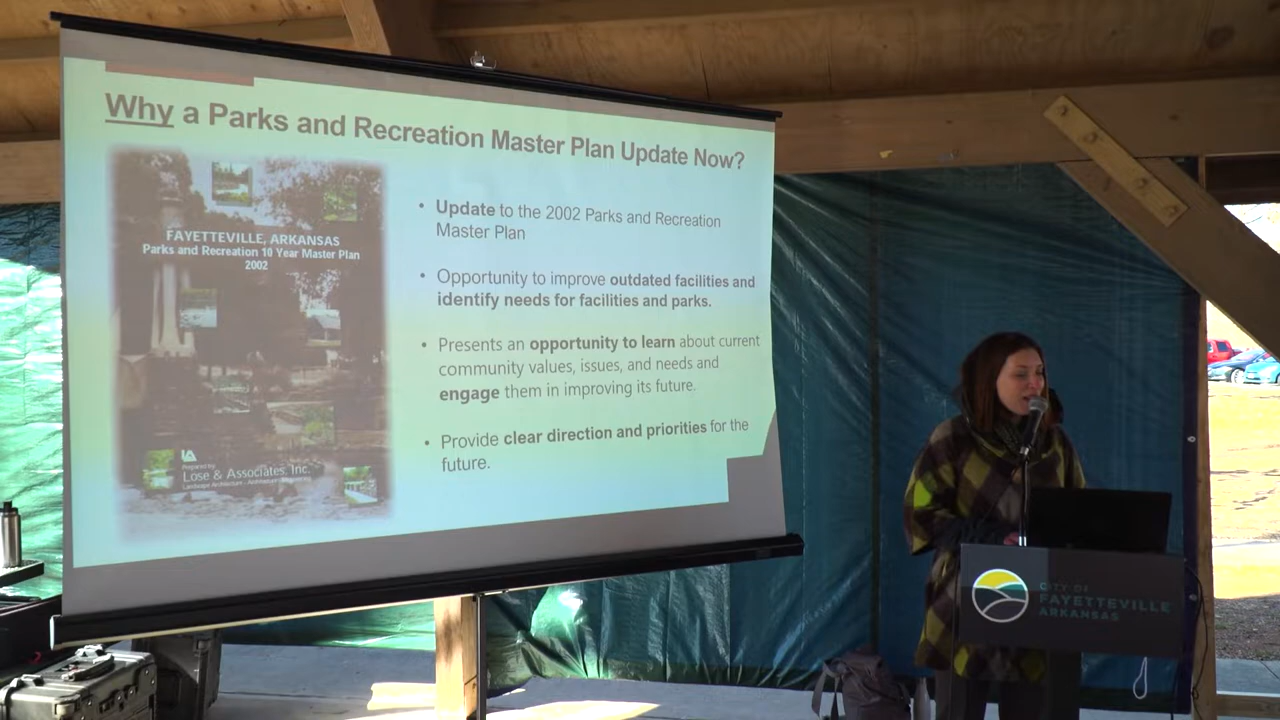 Why a Parks and Recreation Master Plan Update Now?
FAYETTEVILLE, ARKANSAS
Parks and Recreation 10 Year Master Plan
2002
LA
Prepared by
Lose & Associates, Inc.
• Update to the 2002 Parks and Recreation
Master Plan
• Opportunity to improve outdated facilities and
identify needs for facilities and parks.
• Presents an opportunity to learn about current
community values, issues, and needs and
engage them in improving its future.
• Provide clear direction and priorities for the
future.
CITY OF
FAYETTEVILLE
ARKANSAS